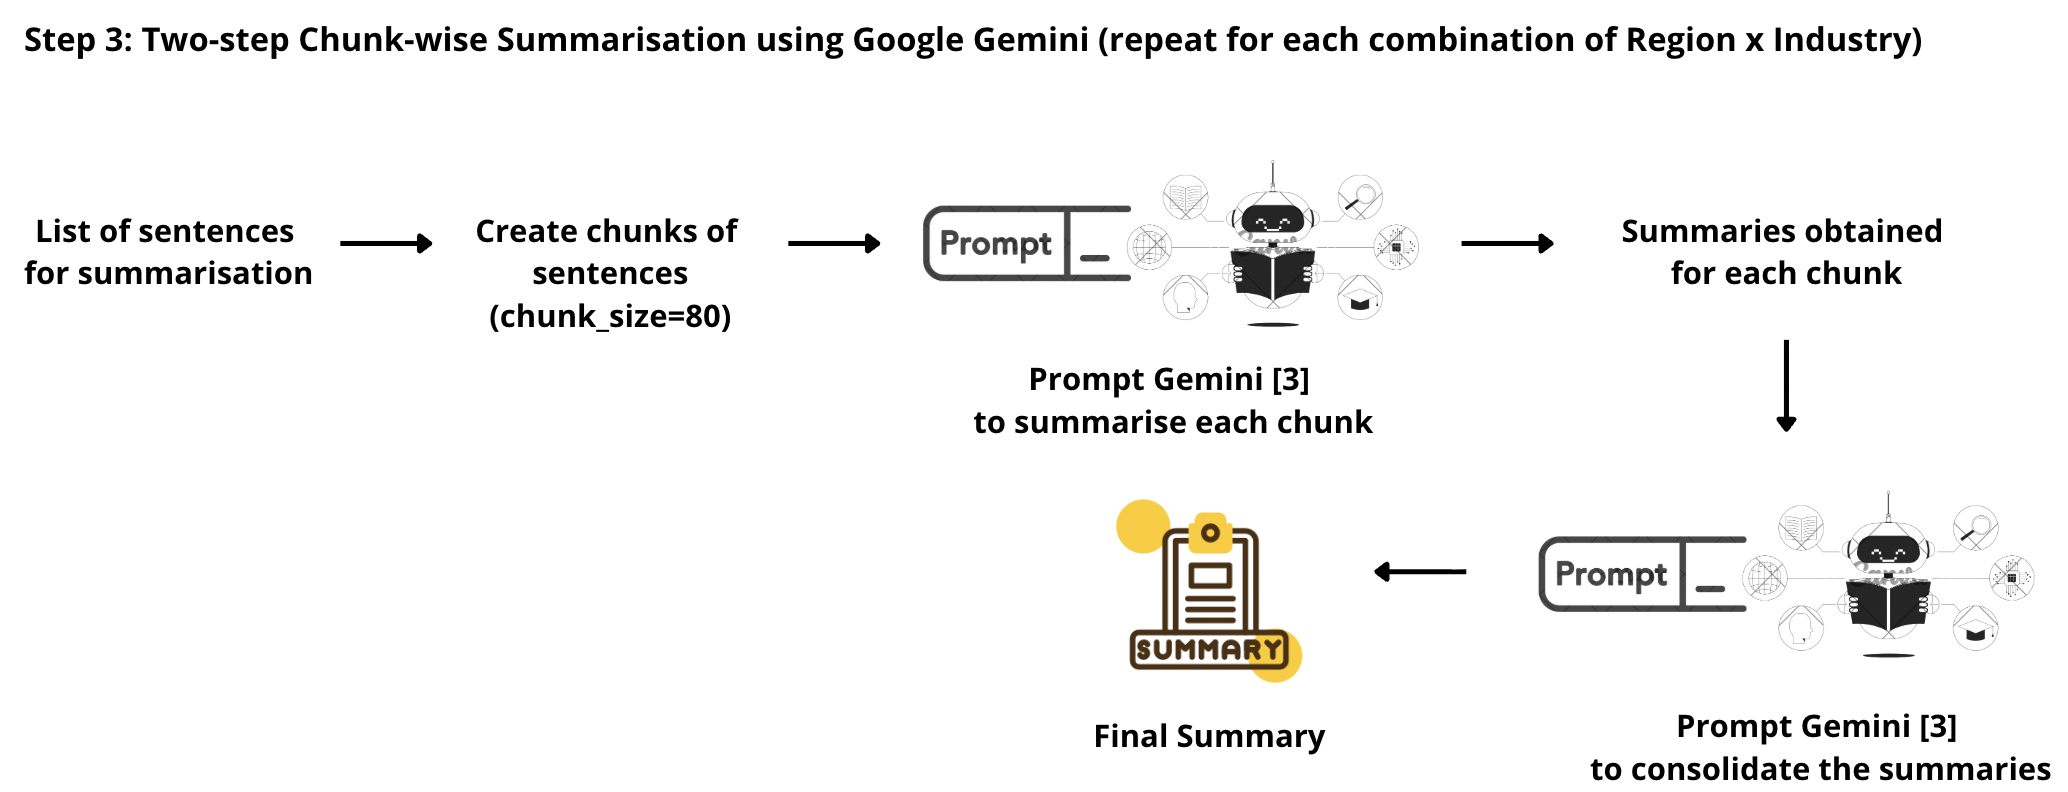 Step 3: Two-step Chunk-wise Summarisation using Google Gemini (repeat for each combination of Region x Industry)
List of sentences
for summarisation
Create chunks of
sentences
(chunk_size=80)
Prompt _
Prompt Gemini [3]
to summarise each chunk
Summaries obtained
for each chunk
Prompt _
Prompt Gemini [3]
to consolidate the summaries
SUMMARY
Final Summary